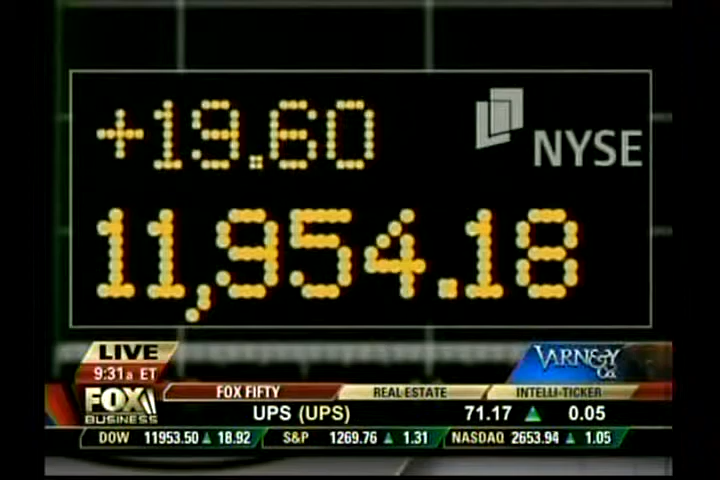 +19.60
NYSE
11,954.18
LIVE
9:31a ET
VARNEY
& Co.
FOX
BUSINESS
FOX FIFTY
REAL ESTATE
INTELLI-TICKER
UPS (UPS) 71.17 ▲ 0.05
DOW 11953.50 ▲ 18.92 S&P 1269.76 ▲ 1.31 NASDAQ 2653.94 ▲ 1.05